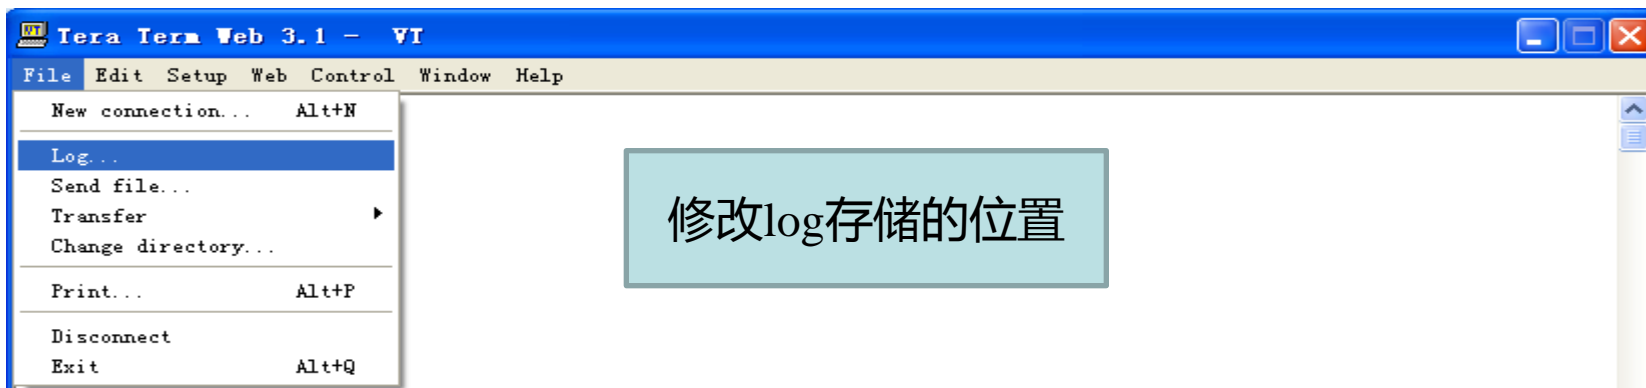 Tera Term Web 3.1 - VT
File Edit Setup Web Control Window Help
New connection... Alt+N
Log...
Send file...
Transfer
Change directory...
Print... Alt+P
Disconnect
Exit Alt+Q
修改log存储的位置